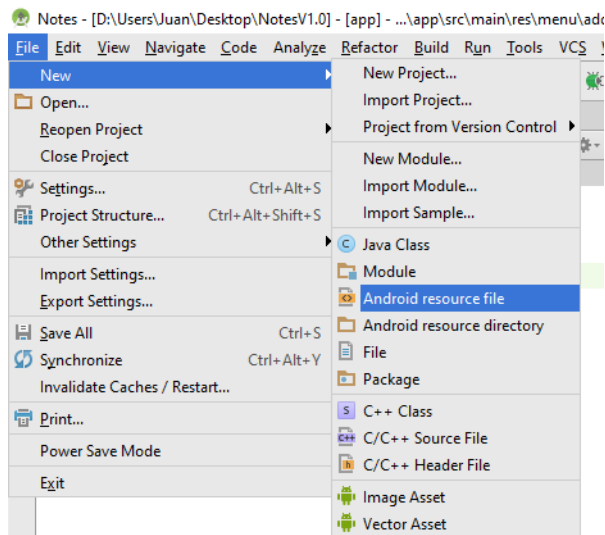 Notes - [D:\Users\Juan\Desktop\NotesV1.0] - [app] - ...\app\src\main\res\menu\add
File Edit View Navigate Code Analyze Refactor Build Run Tools VCS
New
Open...
Reopen Project
Close Project
Settings... Ctrl+Alt+S
Project Structure... Ctrl+Alt+Shift+S
Other Settings
Import Settings...
Export Settings...
Save All Ctrl+S
Synchronize Ctrl+Alt+Y
Invalidate Caches / Restart...
Print...
Power Save Mode
Exit
New Project...
Import Project...
Project from Version Control
New Module...
Import Module...
Import Sample...
C Java Class
Module
Android resource file
Android resource directory
File
Package
S C++ Class
C++ C/C++ Source File
h C/C++ Header File
Image Asset
Vector Asset